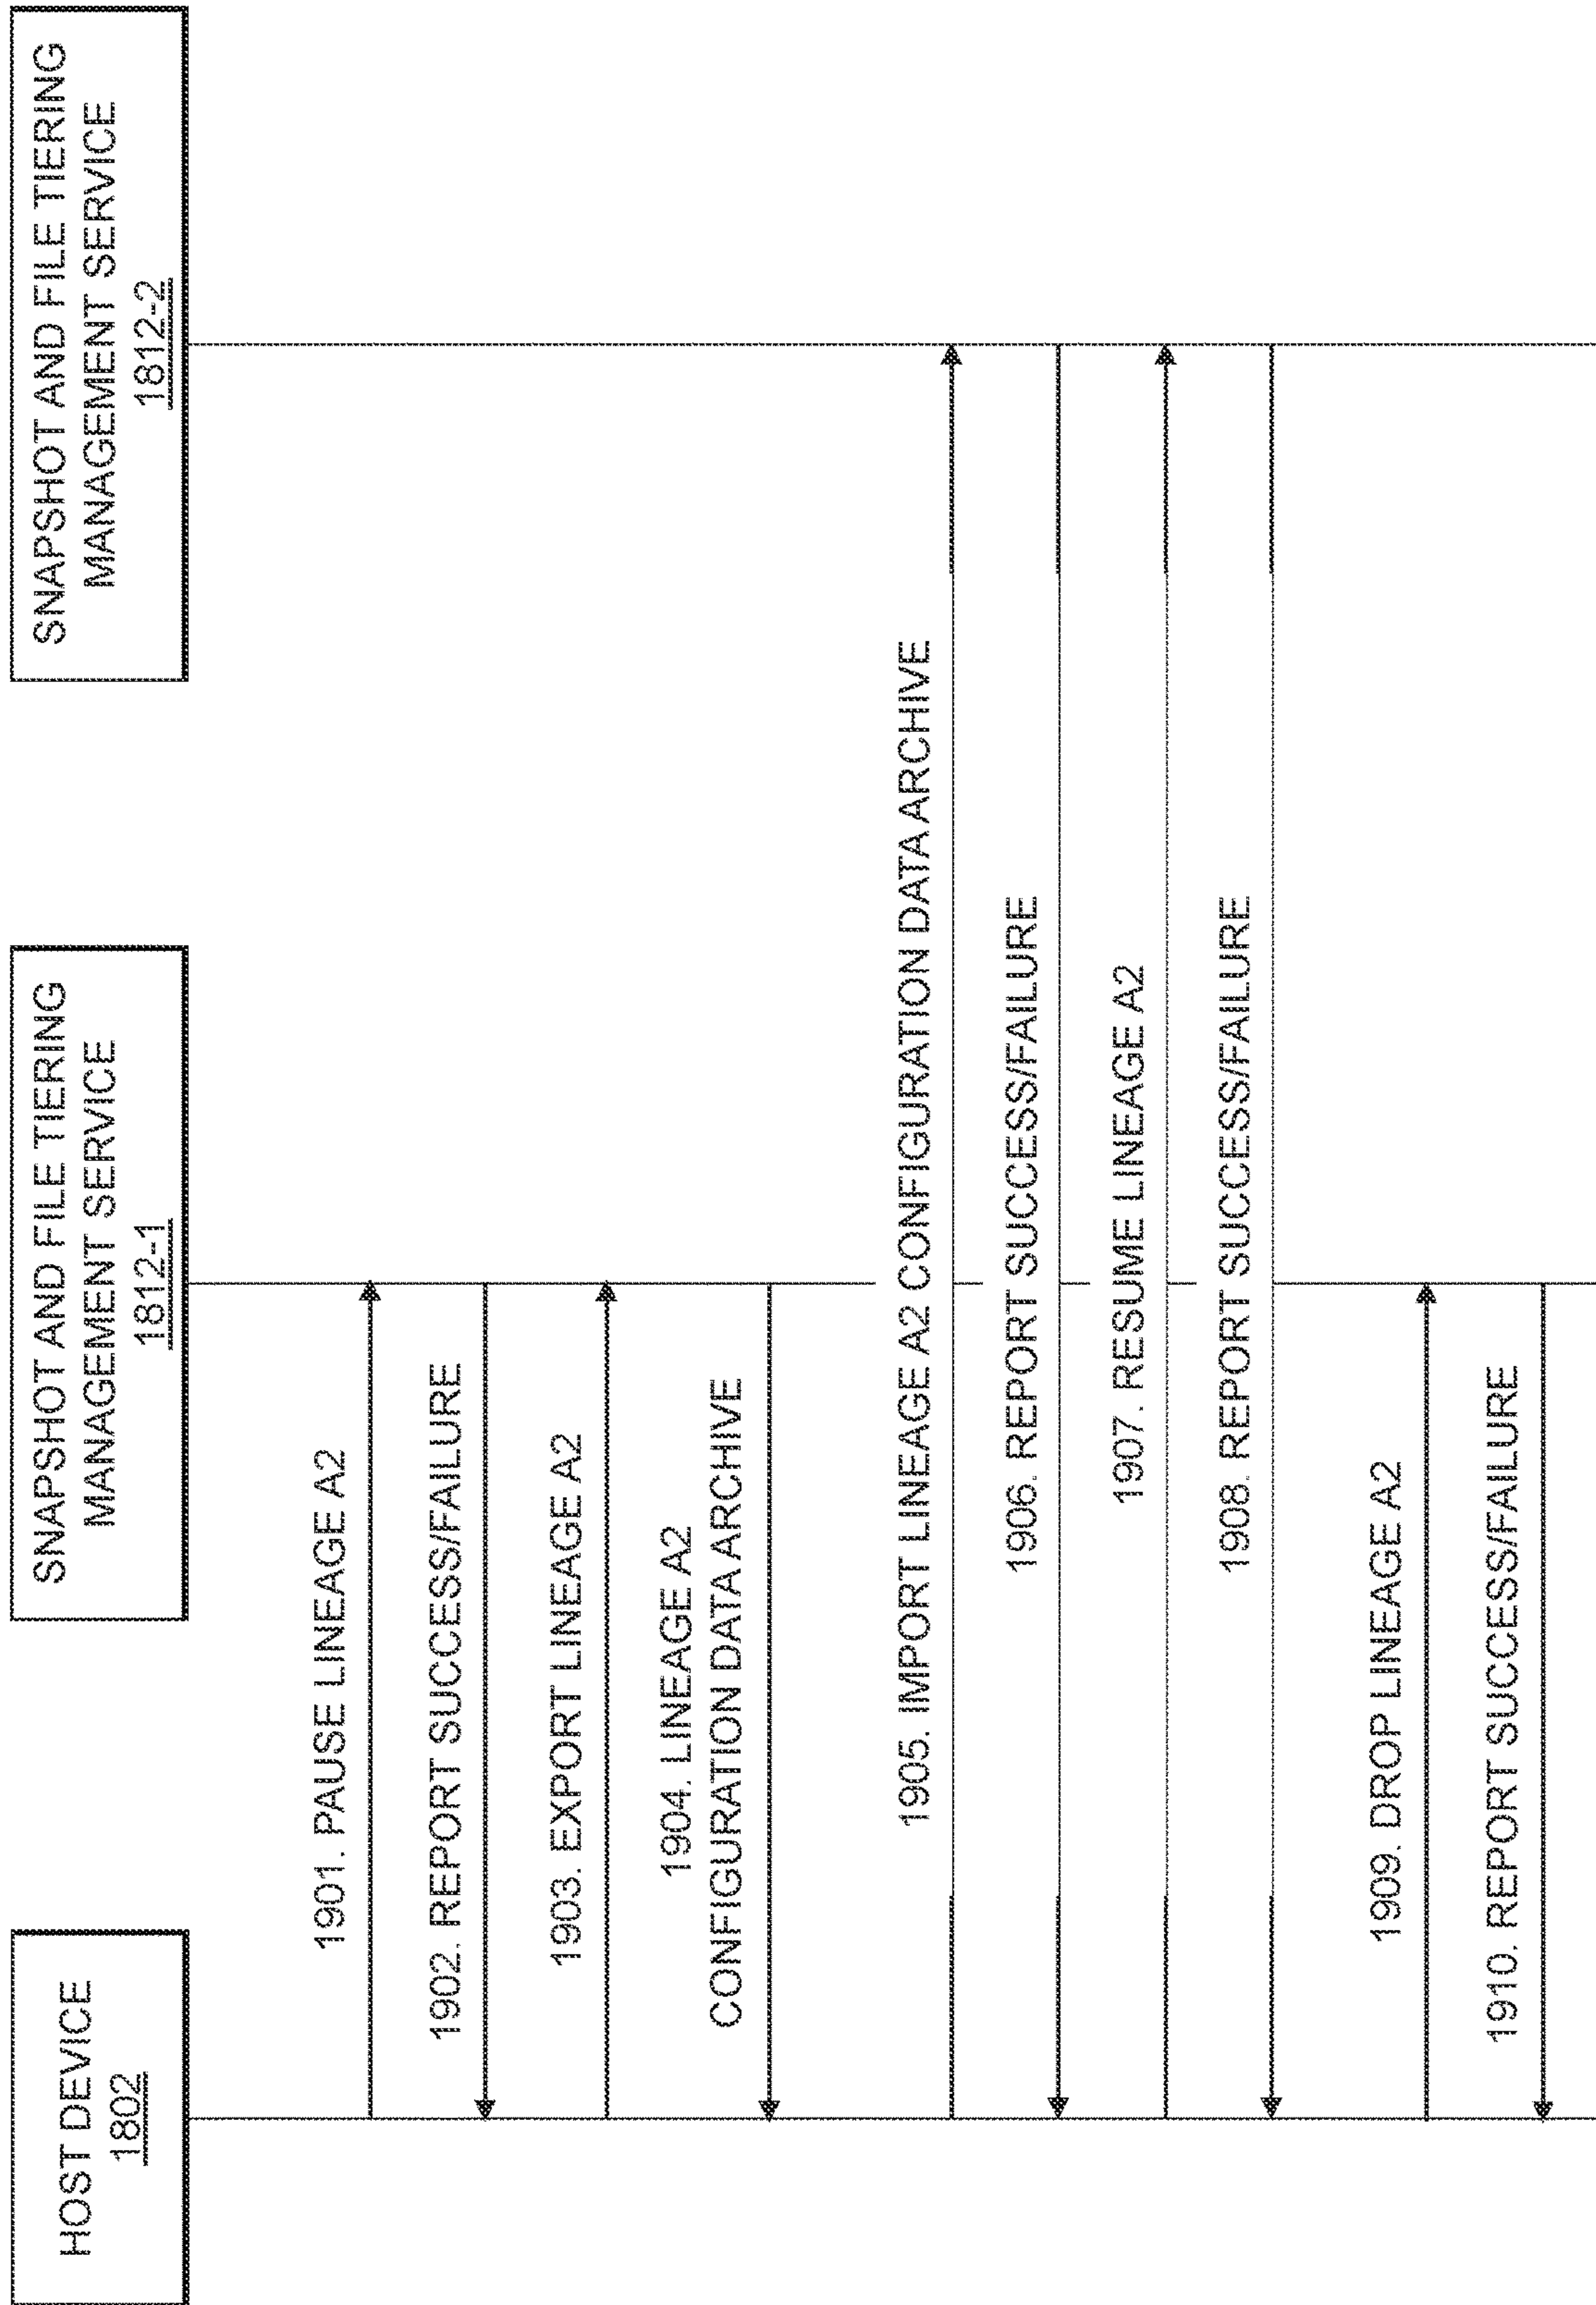 HOST DEVICE
1802
SNAPSHOT AND FILE TIERING
MANAGEMENT SERVICE
1812-1
SNAPSHOT AND FILE TIERING
MANAGEMENT SERVICE
1812-2
1901. PAUSE LINEAGE A2
1902. REPORT SUCCESS/FAILURE
1903. EXPORT LINEAGE A2
1904. LINEAGE A2
CONFIGURATION DATA ARCHIVE
1905. IMPORT LINEAGE A2 CONFIGURATION DATA ARCHIVE
1906. REPORT SUCCESS/FAILURE
1907. RESUME LINEAGE A2
1908. REPORT SUCCESS/FAILURE
1909. DROP LINEAGE A2
1910. REPORT SUCCESS/FAILURE